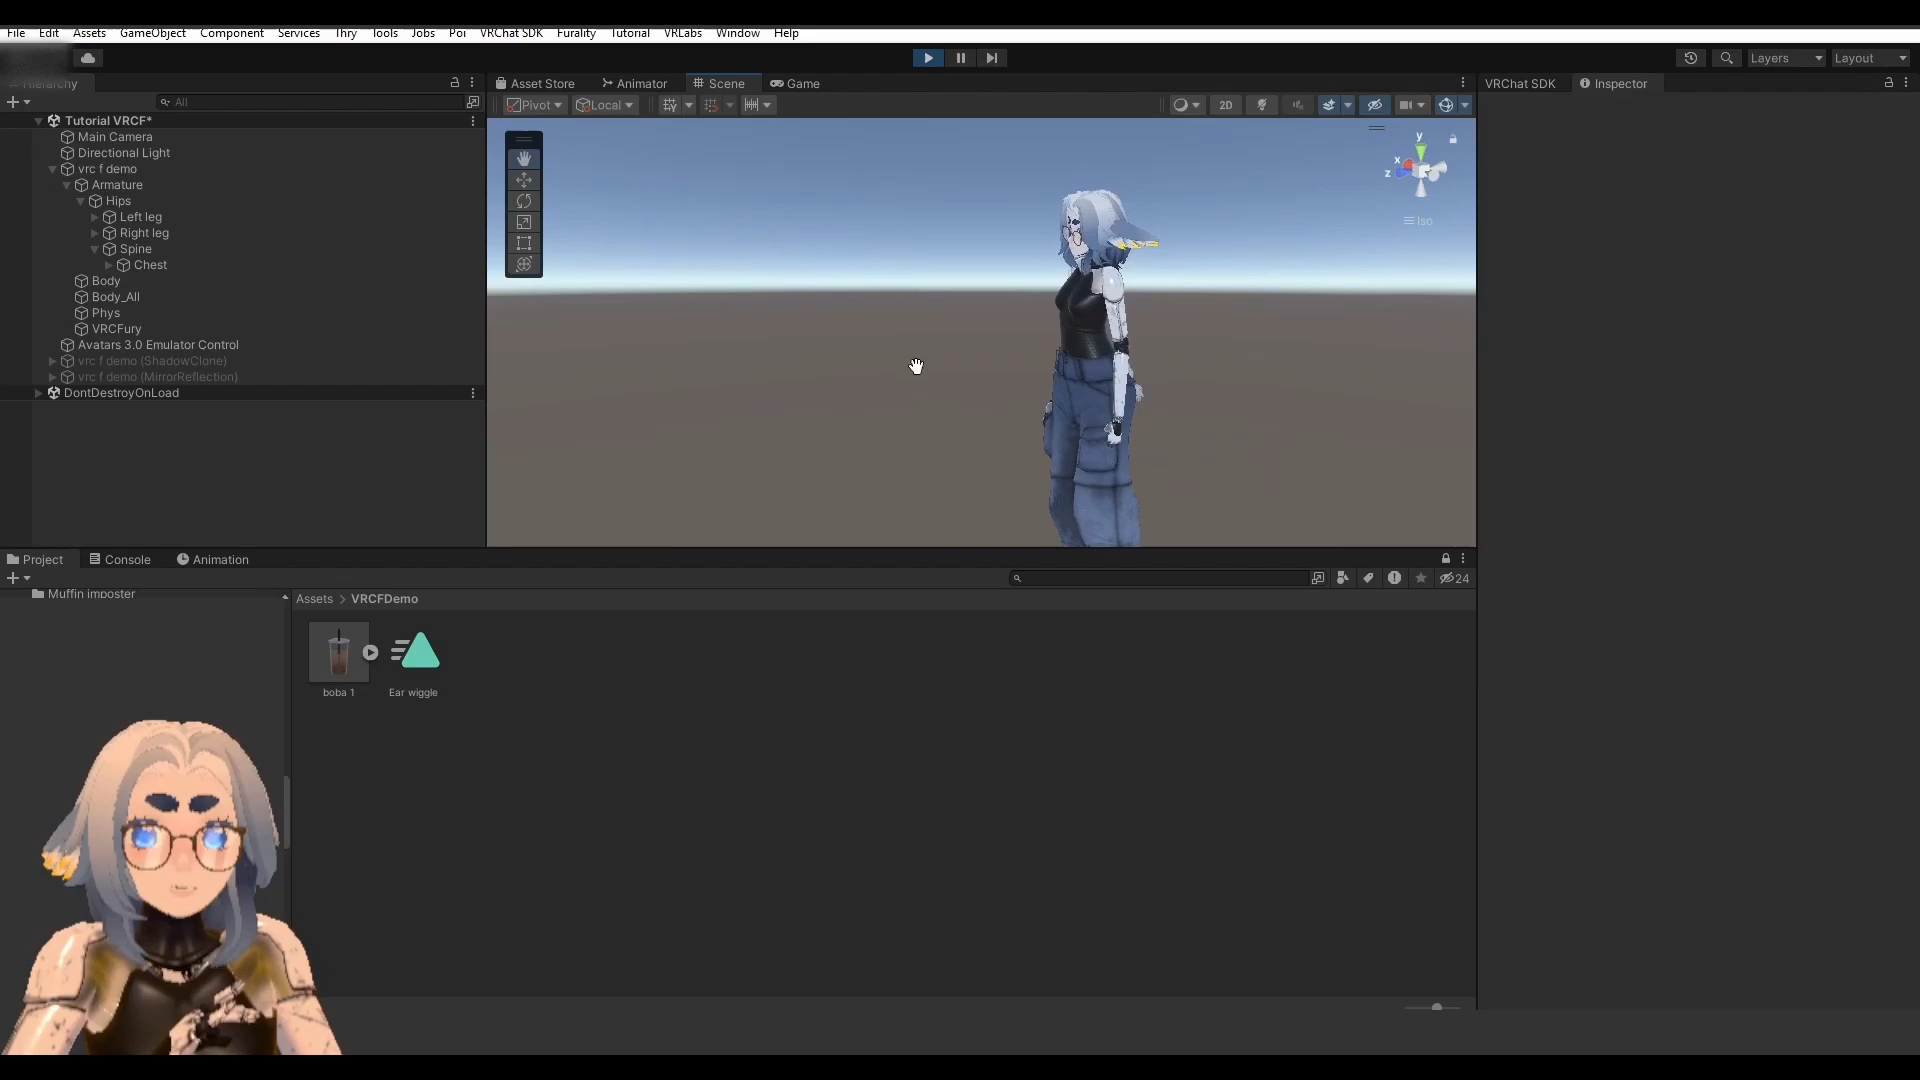 File Edit Assets GameObject Component Services Thry Tools Jobs Poi VRChat SDK Furality Tutorial VRLabs Window Help
Layers Layout
Hierarchy Asset Store Animator Scene Game VRChat SDK Inspector
All Pivot Local 2D
Tutorial VRCF*
Main Camera
Directional Light
vrc f demo
Armature
Hips
Left leg
Right leg
Spine
Chest
Body
Body_All
Phys
VRCFury
Avatars 3.0 Emulator Control
vrc f demo (ShadowClone)
vrc f demo (MirrorReflection)
DontDestroyOnLoad
y
x
z
Iso
Project Console Animation
24
Muffin imposter
Assets > VRCFDemo
boba 1 Ear wiggle